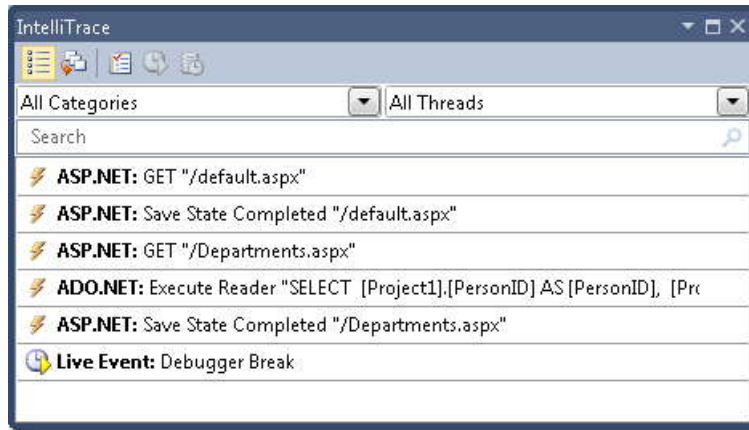 IntelliTrace
All Categories All Threads
Search
ASP.NET: GET "/default.aspx"
ASP.NET: Save State Completed "/default.aspx"
ASP.NET: GET "/Departments.aspx"
ADO.NET: Execute Reader "SELECT [Project1].[PersonID] AS [PersonID], [Pro
ASP.NET: Save State Completed "/Departments.aspx"
Live Event: Debugger Break